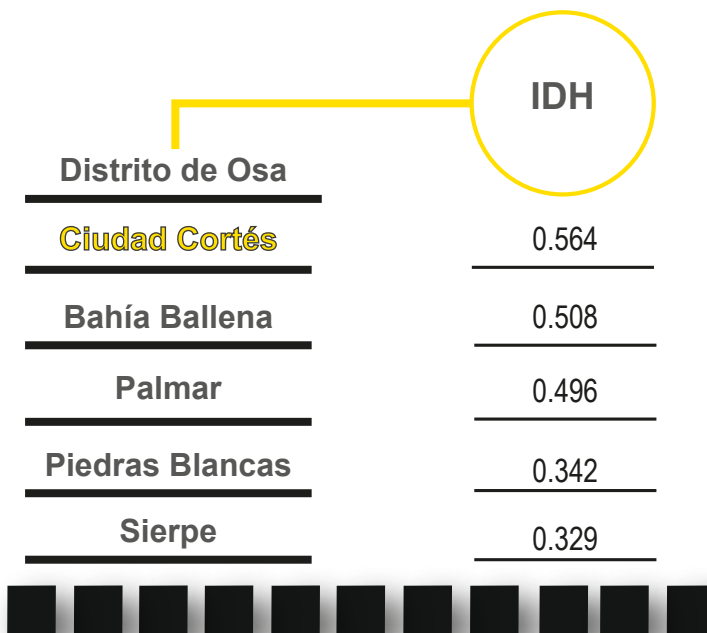 IDH
Distrito de Osa
Ciudad Cortés 0.564
Bahía Ballena 0.508
Palmar 0.496
Piedras Blancas 0.342
Sierpe 0.329